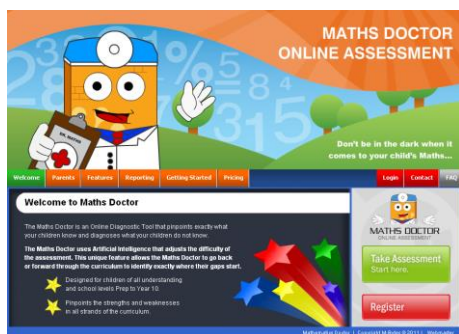 MATHS DOCTOR
ONLINE ASSESSMENT
DR. MATHS
Don't be in the dark when it
comes to your child's Maths...
Welcome Parents Features Reporting Getting Started Pricing Login Contact FAQ
Welcome to Maths Doctor
The Maths Doctor is an Online Diagnostic Tool that pinpoints exactly what
your children know and diagnoses what your children do not know.
The Maths Doctor uses Artificial Intelligence that adjusts the difficulty of
the assessment. This unique feature allows the Maths Doctor to go back
or forward through the curriculum to identify exactly where their gaps start.
Designed for children of all understanding
and school levels Prep to Year 10.
Pinpoints the strengths and weaknesses
in all strands of the curriculum.
MATHS DOCTOR
ONLINE ASSESSMENT
Take Assessment
Start here.
Register